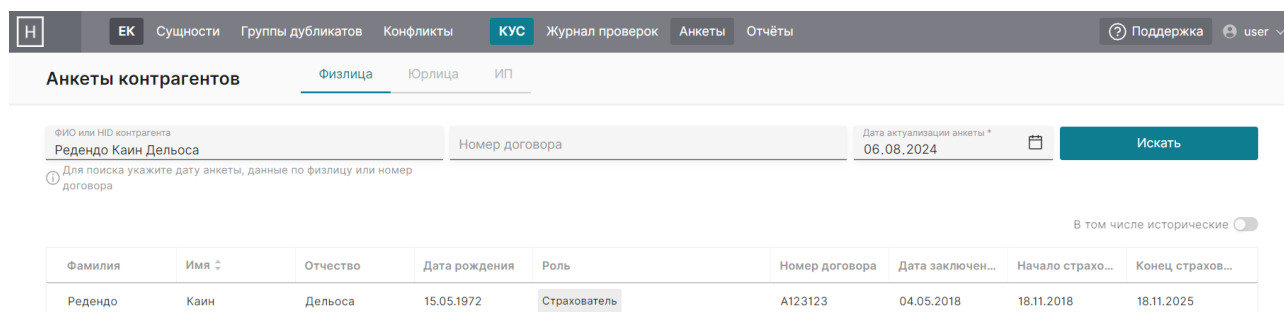 H ЕК Сущности Группы дубликатов Конфликты КУС Журнал проверок Анкеты Отчёты Поддержка user
Анкеты контрагентов Физлица Юрлица ИП
ФИО или HID контрагента Дата актуализации анкеты *
Редендо Каин Дельоса Номер договора 06.08.2024 Искать
Для поиска укажите дату анкеты, данные по физлицу или номер
договора
В том числе исторические
Фамилия Имя Отчество Дата рождения Роль Номер договора Дата заключен... Начало страхо... Конец страхов...
Редендо Каин Дельоса 15.05.1972 Страхователь A123123 04.05.2018 18.11.2018 18.11.2025